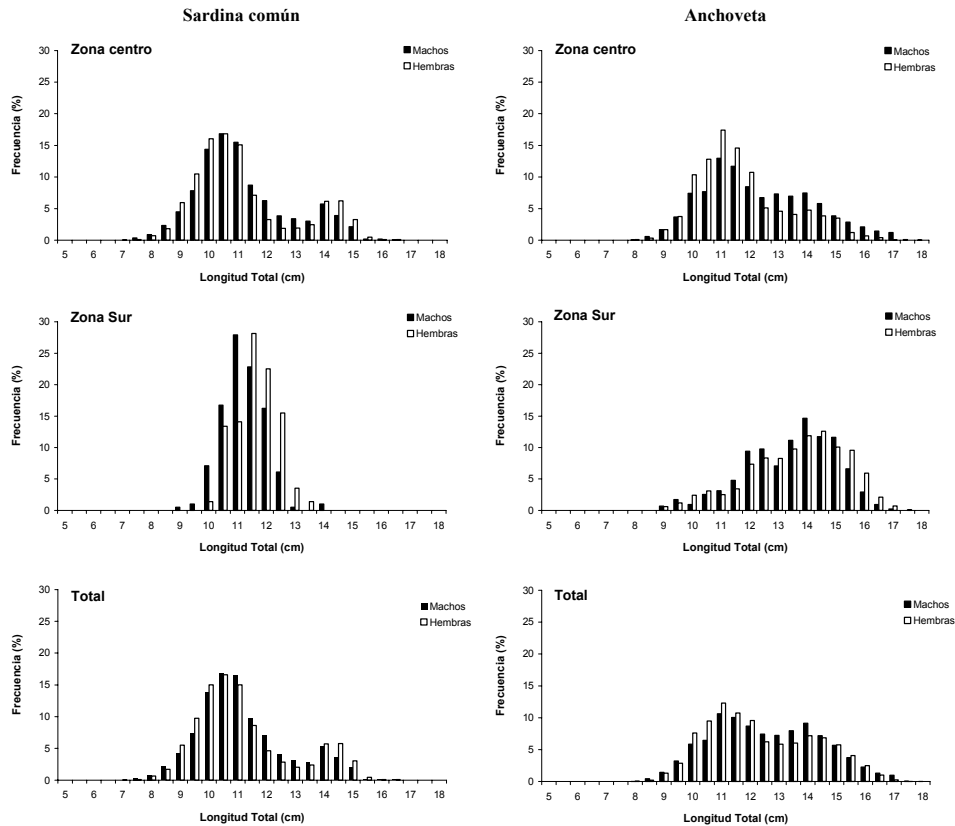 Sardina común
Anchoveta
Zona centro
Machos
Hembras
Frecuencia (%)
30
25
20
15
10
5
0
5 6 7 8 9 10 11 12 13 14 15 16 17 18
Longitud Total (cm)
Zona centro
Machos
Hembras
Frecuencia (%)
30
25
20
15
10
5
0
5 6 7 8 9 10 11 12 13 14 15 16 17 18
Longitud Total (cm)
Zona Sur
Machos
Hembras
Frecuencia (%)
30
25
20
15
10
5
0
5 6 7 8 9 10 11 12 13 14 15 16 17 18
Longitud Total (cm)
Zona Sur
Machos
Hembras
Frecuencia (%)
30
25
20
15
10
5
0
5 6 7 8 9 10 11 12 13 14 15 16 17 18
Longitud Total (cm)
Total
Machos
Hembras
Frecuencia (%)
30
25
20
15
10
5
0
5 6 7 8 9 10 11 12 13 14 15 16 17 18
Longitud Total (cm)
Total
Machos
Hembras
Frecuencia (%)
30
25
20
15
10
5
0
5 6 7 8 9 10 11 12 13 14 15 16 17 18
Longitud Total (cm)